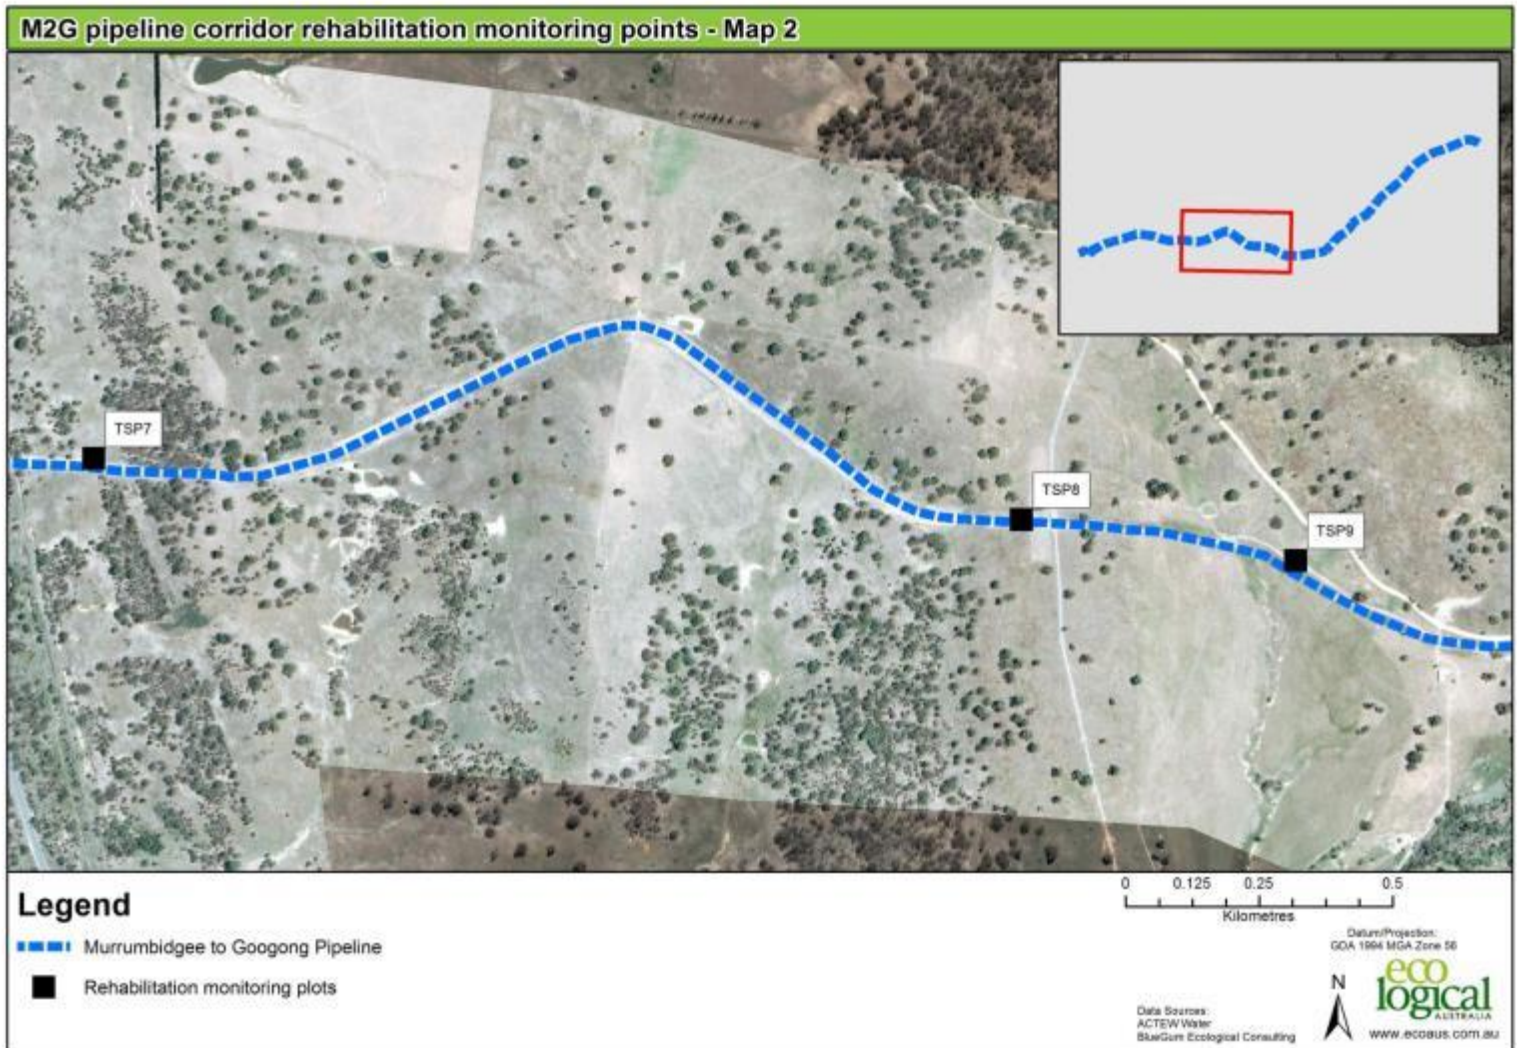 M2G pipeline corridor rehabilitation monitoring points - Map 2
TSP7
TSP8
TSP9
Legend
Murrumbidgee to Googong Pipeline
Rehabilitation monitoring plots
0 0.125 0.25 0.5
Kilometres
Datum/Projection:
GDA 1994 MGA Zone 56
N
eco
logical
AUSTRALIA
www.ecoaus.com.au
Data Sources:
ACTEW Water
BlueGum Ecological Consulting